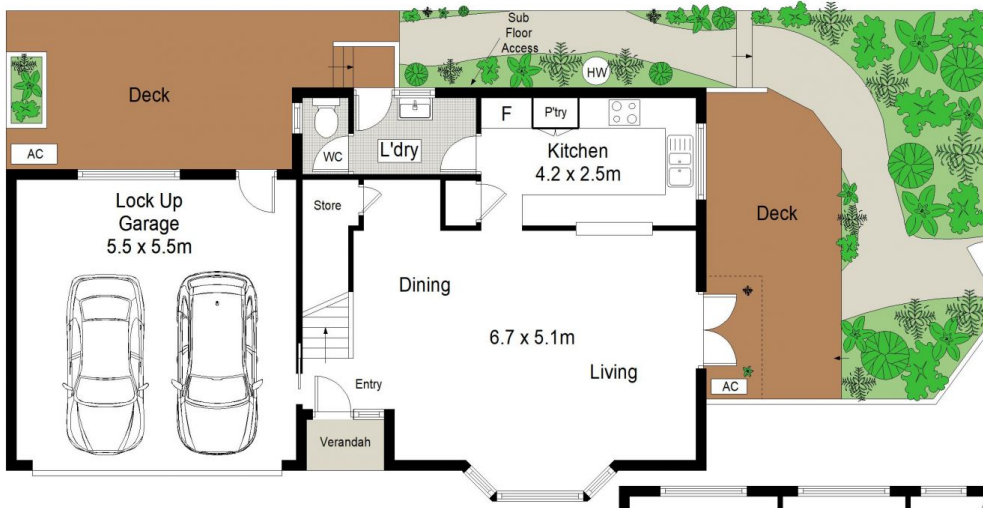 Sub
Floor
Access
Deck
HW
AC
WC
L'dry
F
P'try
Kitchen
4.2 x 2.5m
Lock Up
Garage
5.5 x 5.5m
Store
Deck
Dining
6.7 x 5.1m
Living
Entry
AC
Verandah